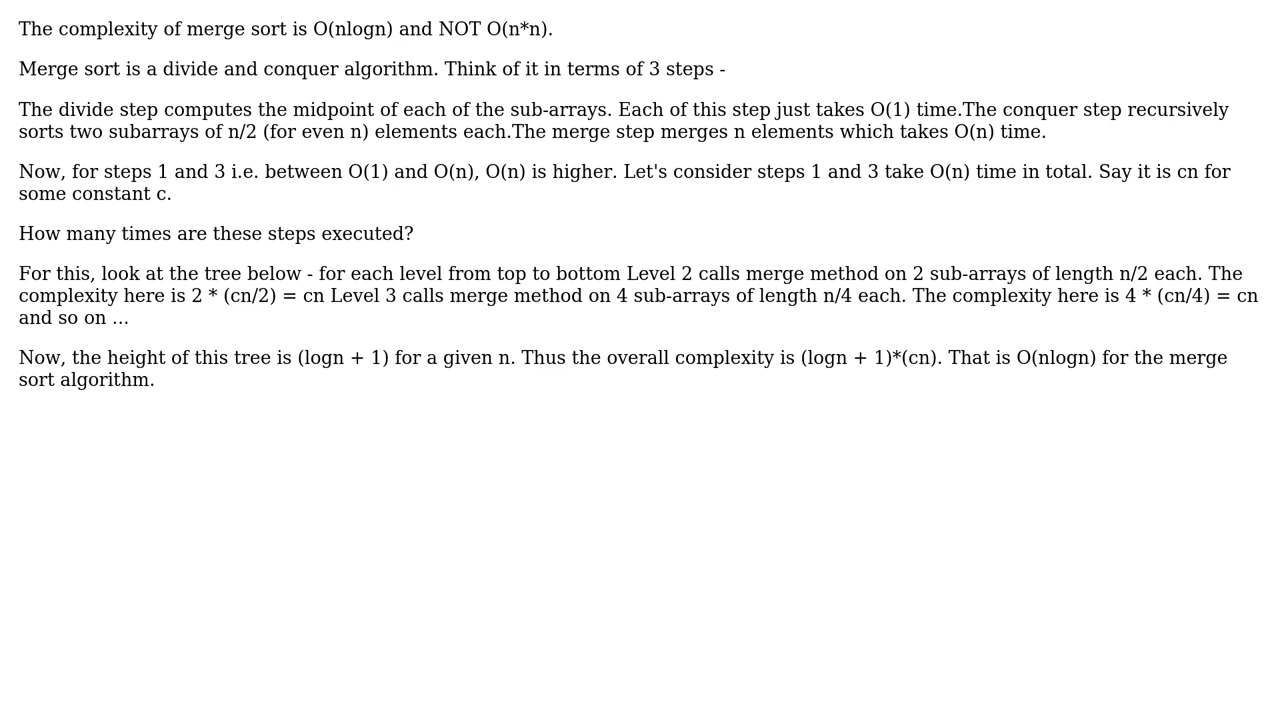 The complexity of merge sort is O(nlogn) and NOT O(n*n).
Merge sort is a divide and conquer algorithm. Think of it in terms of 3 steps -
The divide step computes the midpoint of each of the sub-arrays. Each of this step just takes O(1) time.The conquer step recursively
sorts two subarrays of n/2 (for even n) elements each.The merge step merges n elements which takes O(n) time.
Now, for steps 1 and 3 i.e. between O(1) and O(n), O(n) is higher. Let's consider steps 1 and 3 take O(n) time in total. Say it is cn for
some constant c.
How many times are these steps executed?
For this, look at the tree below - for each level from top to bottom Level 2 calls merge method on 2 sub-arrays of length n/2 each. The
complexity here is 2 * (cn/2) = cn Level 3 calls merge method on 4 sub-arrays of length n/4 each. The complexity here is 4 * (cn/4) = cn
and so on ...
Now, the height of this tree is (logn + 1) for a given n. Thus the overall complexity is (logn + 1)*(cn). That is O(nlogn) for the merge
sort algorithm.